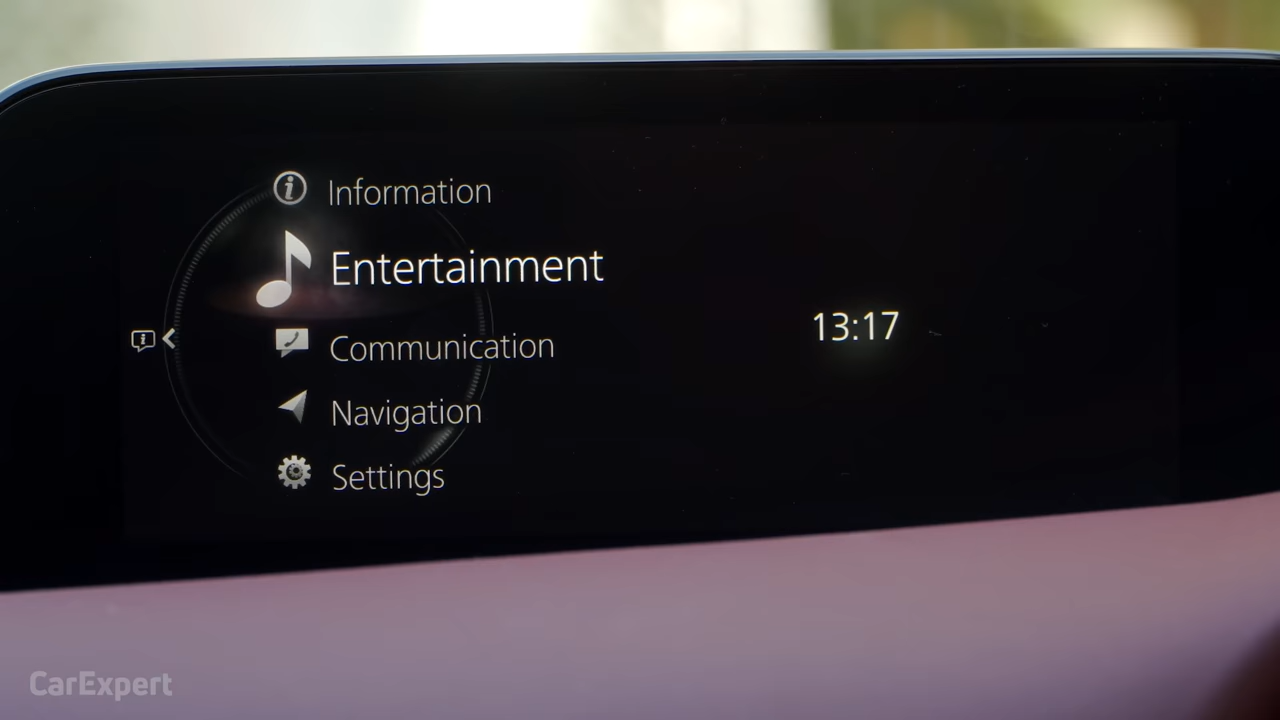 Information
Entertainment
Communication
13:17
Navigation
Settings
CarExpert